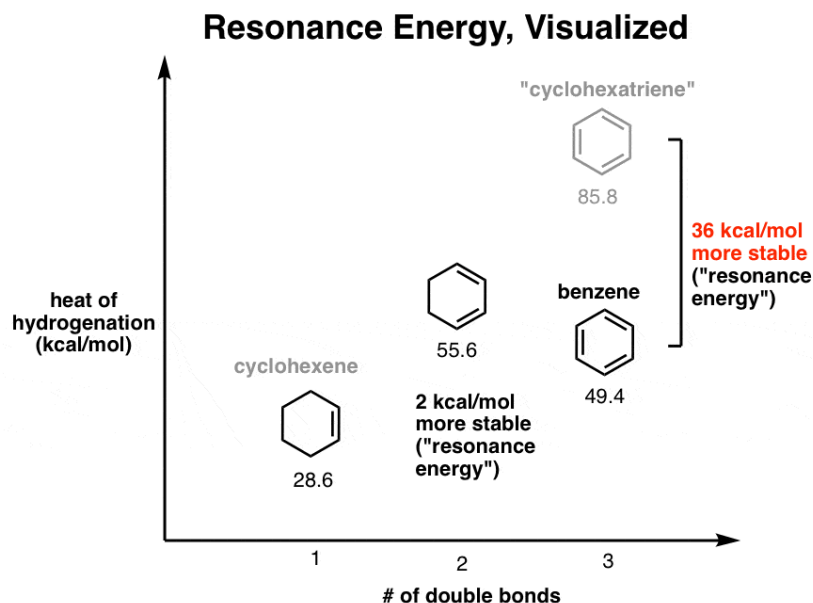 Resonance Energy, Visualized
"cyclohexatriene"
85.8
36 kcal/mol
more stable
("resonance
energy")
benzene
49.4
55.6
2 kcal/mol
more stable
("resonance
energy")
heat of
hydrogenation
(kcal/mol)
cyclohexene
28.6
1
2
3
# of double bonds